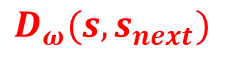 D_ω(s, s_next)